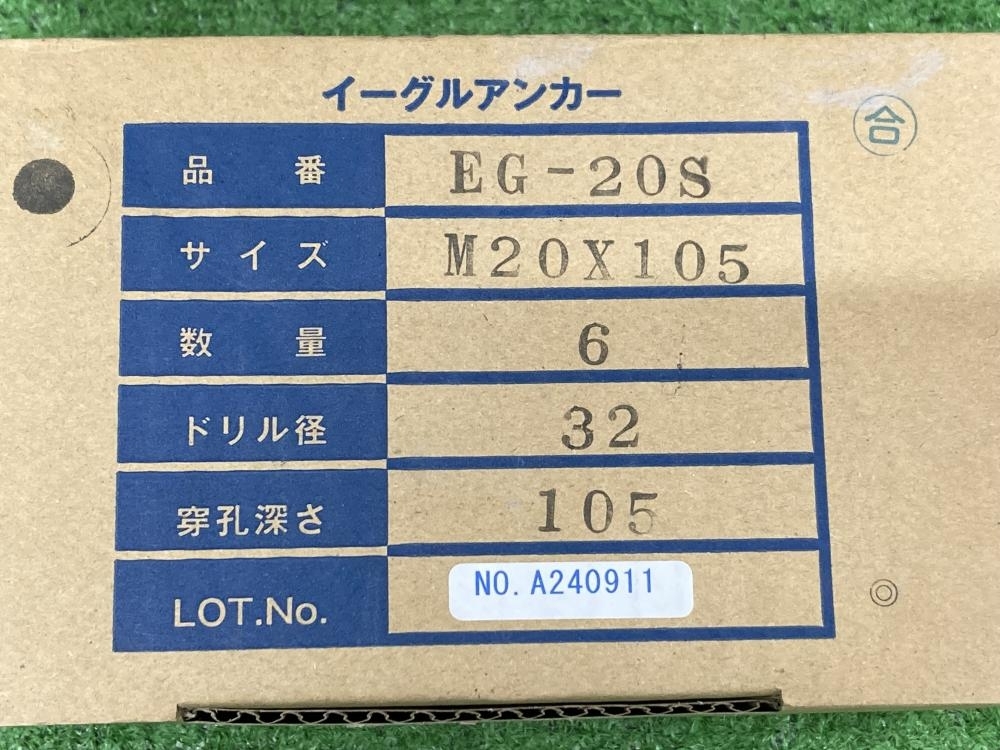 イーグルアンカー
合
品番 EG-20S
サイズ M20X105
数量 6
ドリル径 32
穿孔深さ 105
LOT.No. NO. A240911